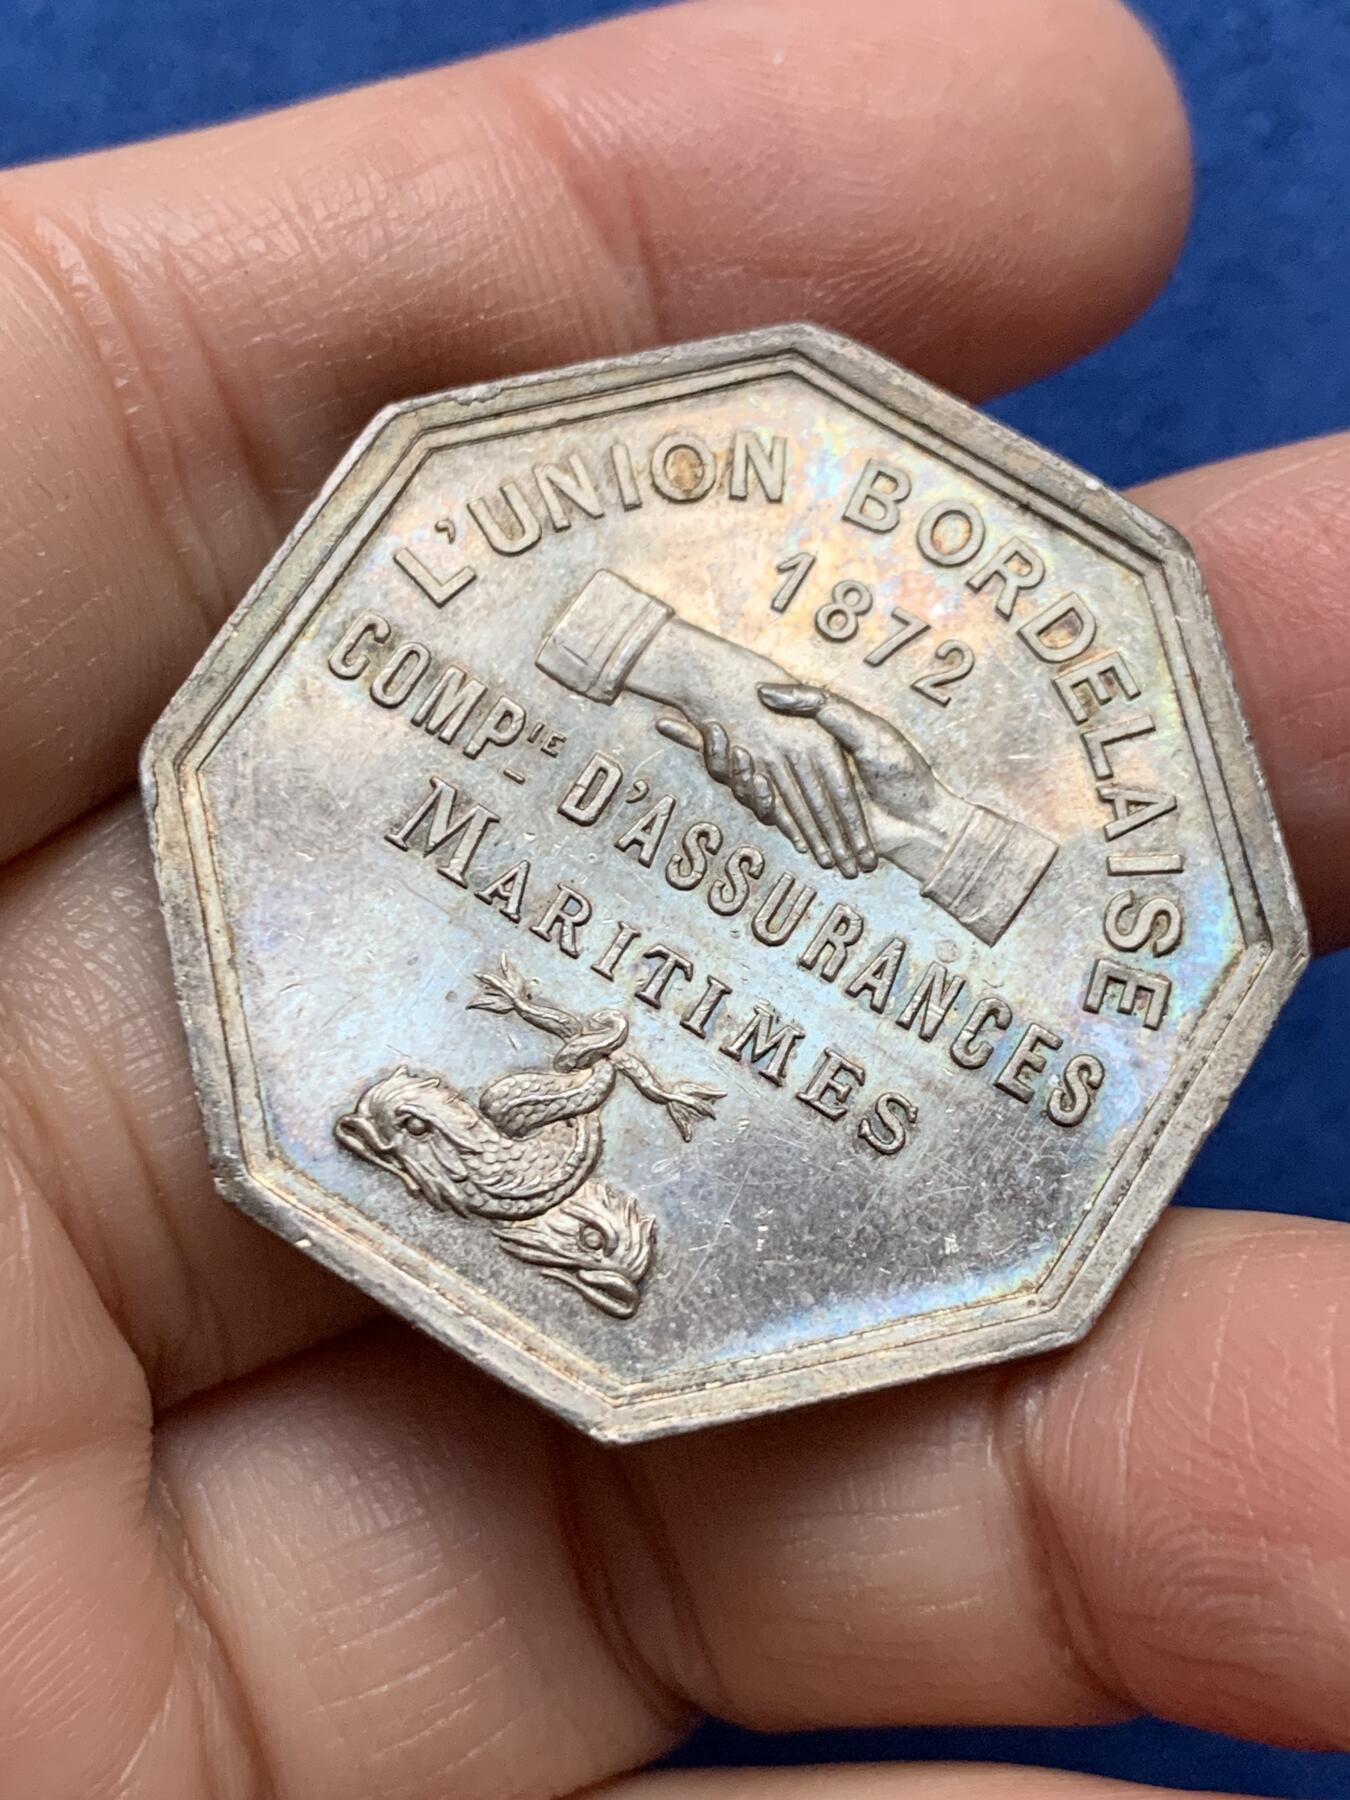 L'UNION BORDELAISE
1872
COMPIE D'ASSURANCES
MARITIMES